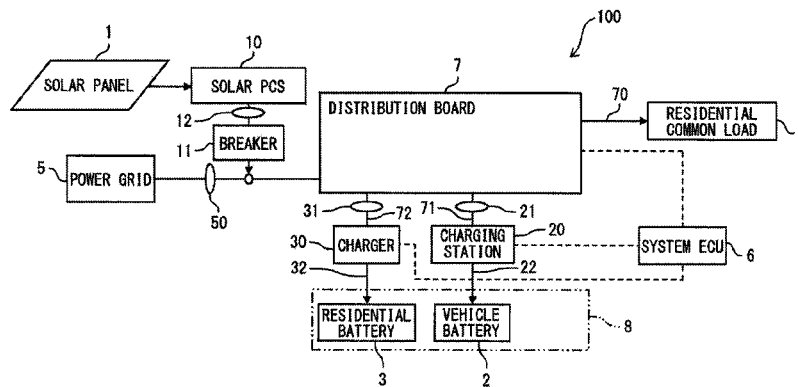 1
10
100
SOLAR PANEL
SOLAR PCS
7
12
DISTRIBUTION BOARD
70
RESIDENTIAL
COMMON LOAD
11
BREAKER
5
POWER GRID
50
31
72
71
21
30
CHARGER
CHARGING
STATION
20
SYSTEM ECU
6
32
22
RESIDENTIAL
BATTERY
VEHICLE
BATTERY
8
3
2